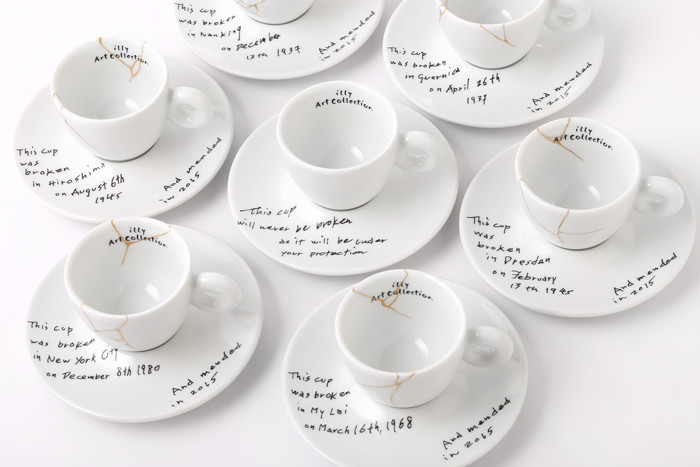 This cup
was broken
in Nanking
on December
13th 1937
And mended
in 2015
This cup
was broken
in Guernica
on April 26th
1937
And mended
in 2015
illy
Art Collection
This cup
was
broken
in Hiroshima
on August 6th
1945
And mended
in 2015
illy
Art Collection
This cup
will never be broken
as it will be under
your protection
illy
Art Collection
This cup
was
broken
in Dresden
on February
13th 1945
And mended
in 2015
illy
Art Collection
This cup
was broken
in New York City
on December 8th 1980
And mended
in 2015
illy
Art Collection
This cup
was broken
in My Lai
on March 16th, 1968
And mended
in 2015